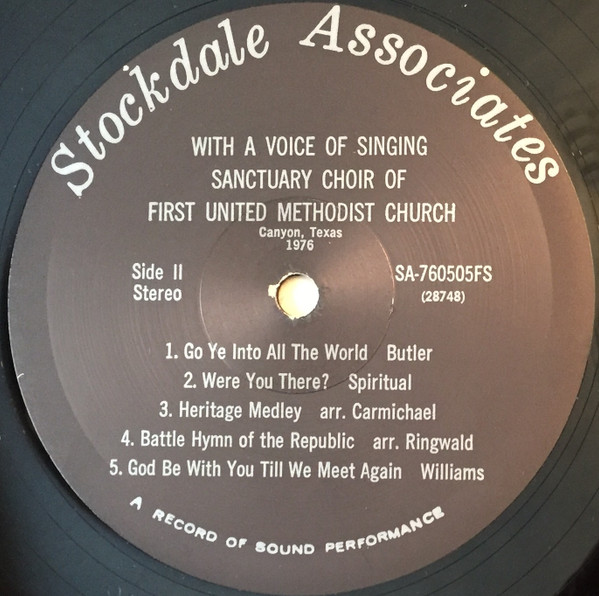 Stockdale Associates
WITH A VOICE OF SINGING
SANCTUARY CHOIR OF
FIRST UNITED METHODIST CHURCH
Canyon, Texas
1976
Side II SA-760505FS
Stereo (28748)
1. Go Ye Into All The World Butler
2. Were You There? Spiritual
3. Heritage Medley arr. Carmichael
4. Battle Hymn of the Republic arr. Ringwald
5. God Be With You Till We Meet Again Williams
A RECORD OF SOUND PERFORMANCE